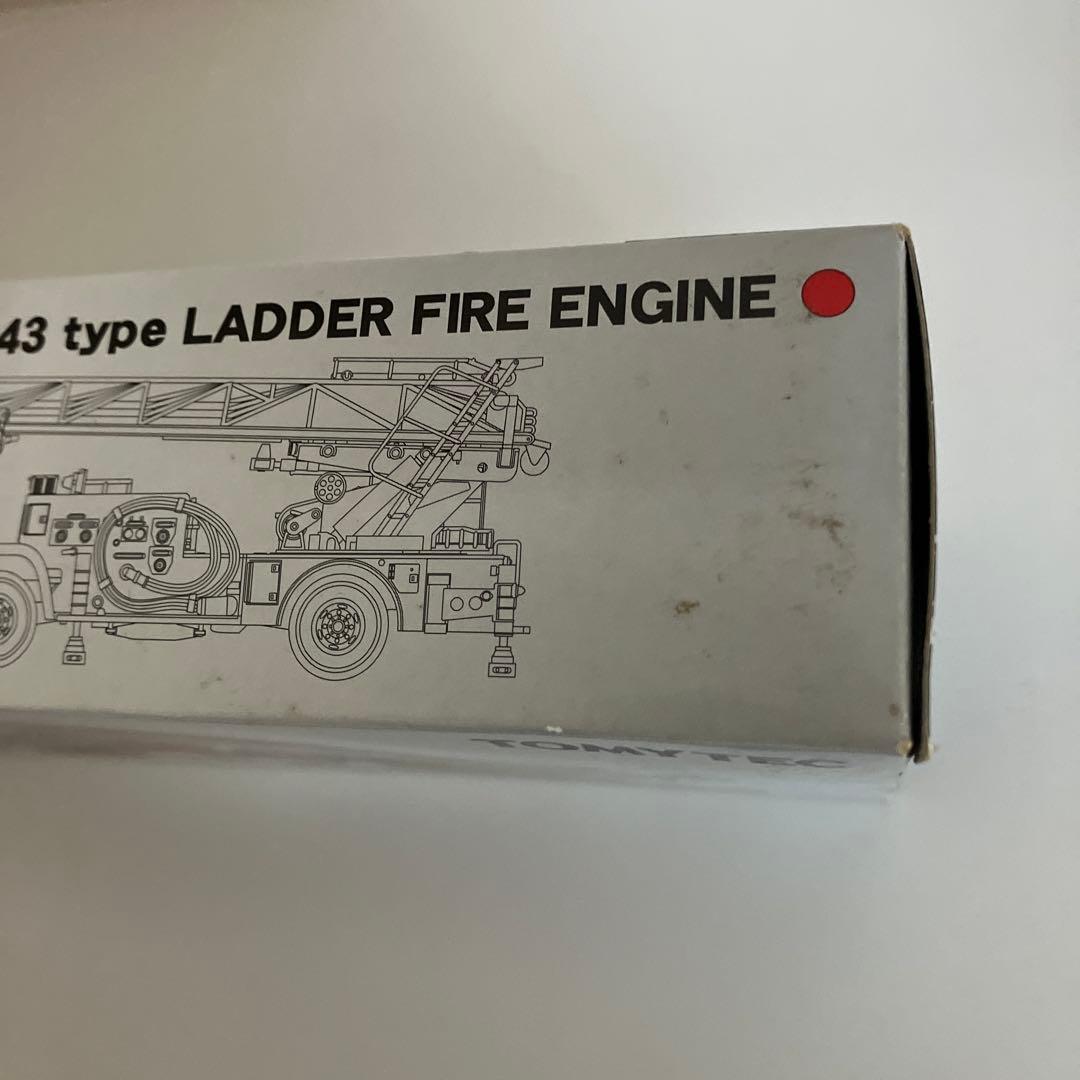 43 type LADDER FIRE ENGINE
TOMYTEC